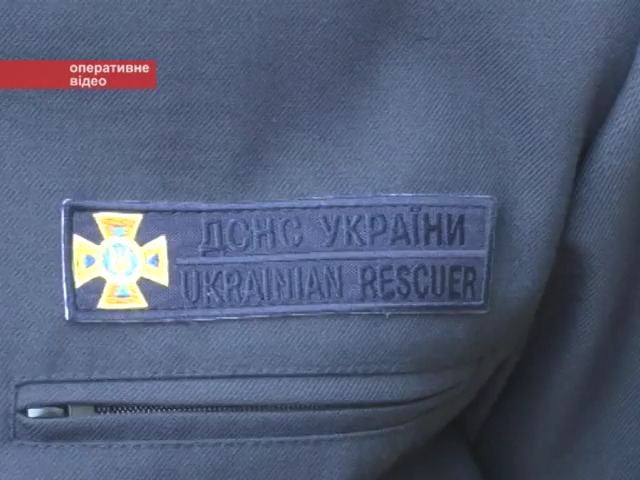 оперативне
відео
ДСНС УКРАЇНИ
UKRAINIAN RESCUER